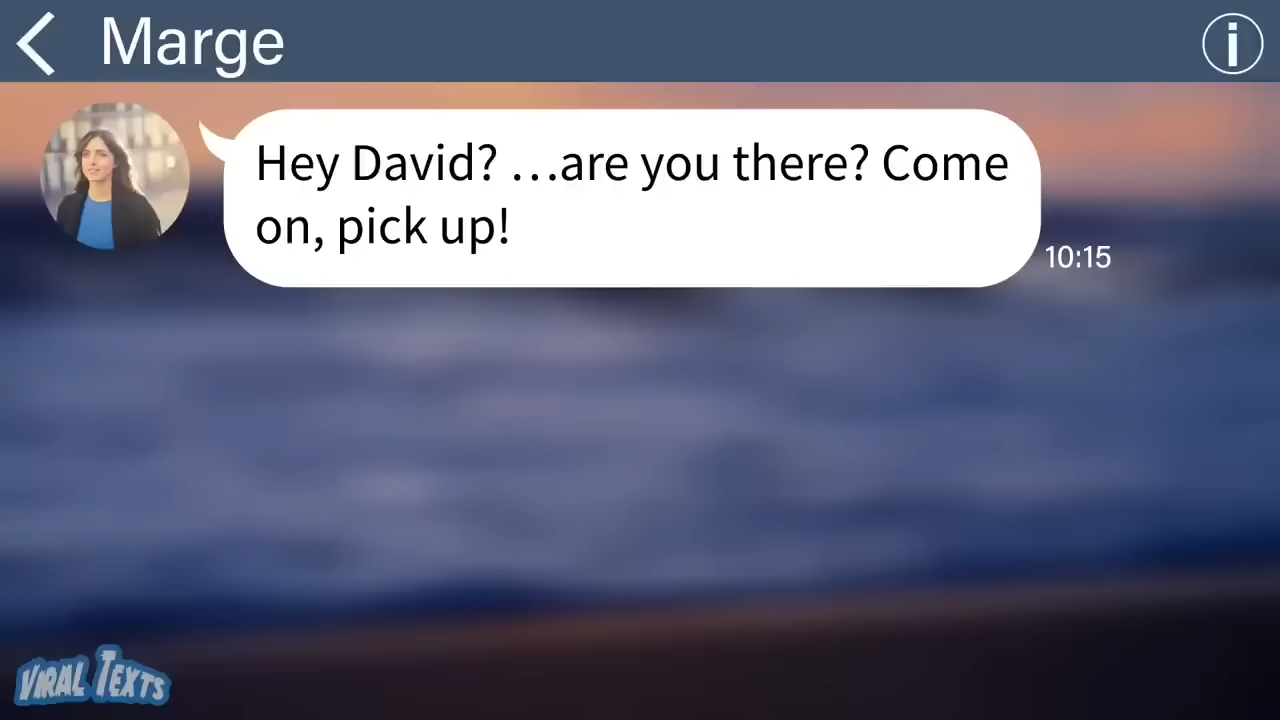 Marge
Hey David? …are you there? Come
on, pick up!
10:15
VIRAL TEXTS